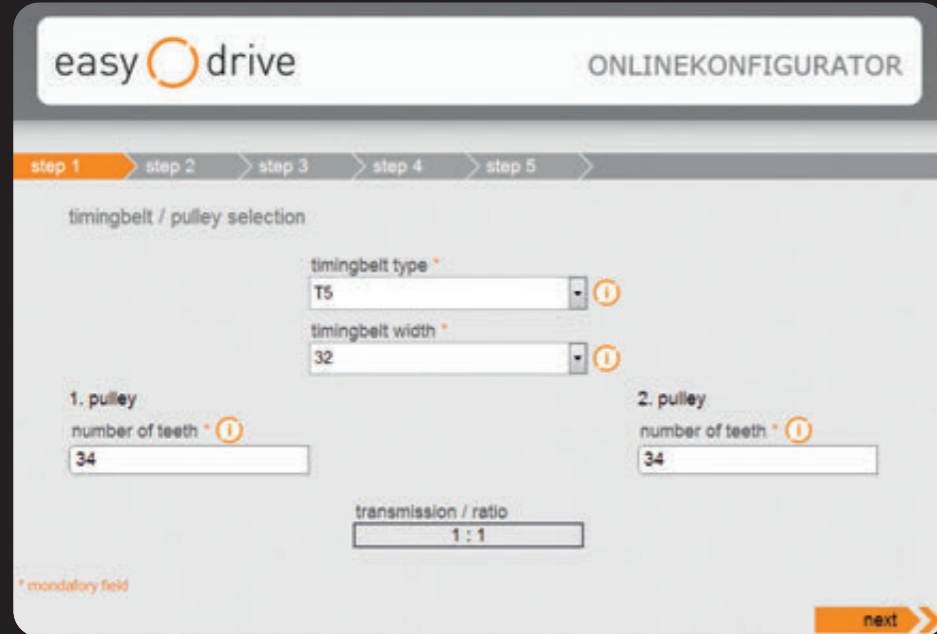 easy drive
ONLINEKONFIGURATOR
step 1 step 2 step 3 step 4 step 5
timingbelt / pulley selection
timingbelt type *
T5
timingbelt width *
32
1. pulley
2. pulley
number of teeth *
number of teeth *
34
34
transmission / ratio
1 : 1
* mondafory field
next